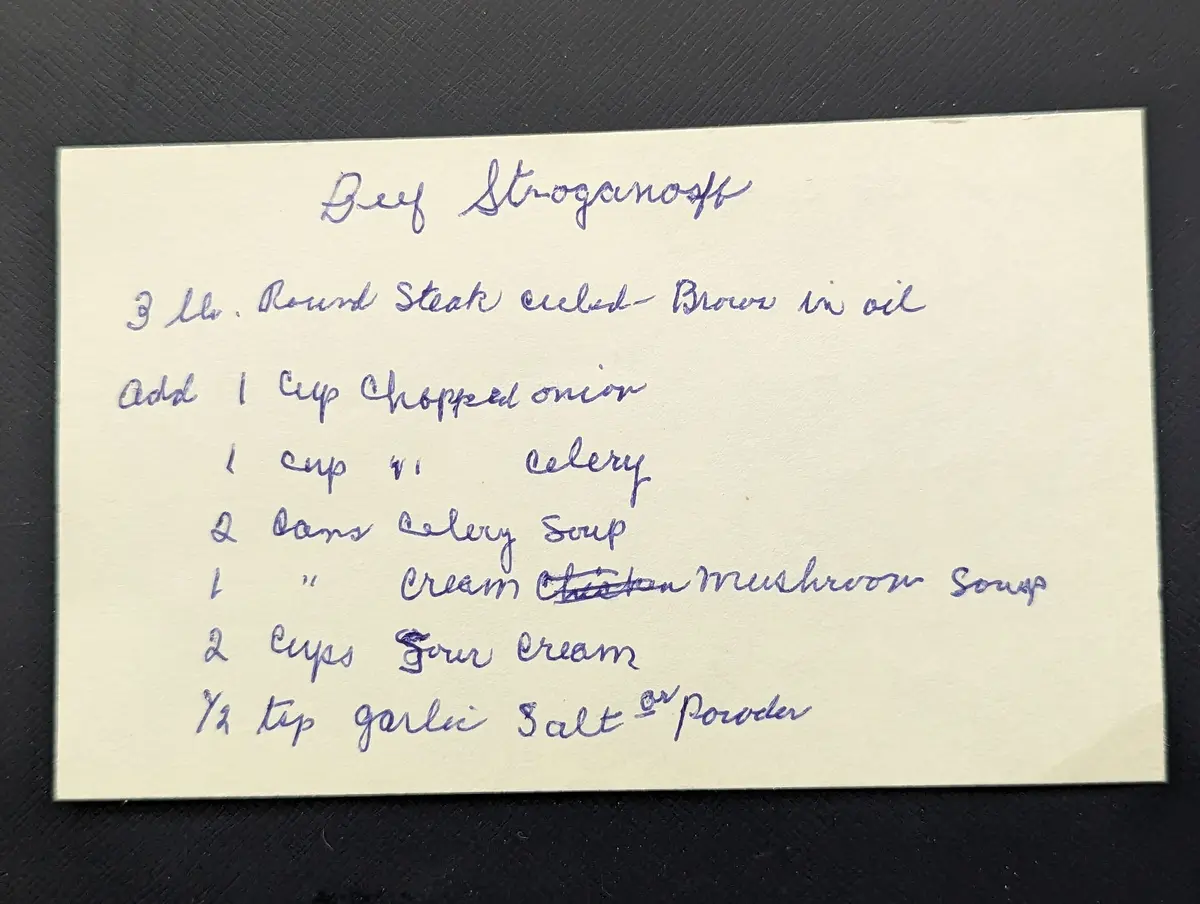 Beef Stroganoff
3 lb. Round Steak cubed - Brown in oil
Add 1 Cup Chopped onion
1 cup " celery
2 Cans Celery Soup
1 " Cream Chicken Mushroom Soup
2 Cups Sour Cream
1/2 tsp garlic Salt or Powder